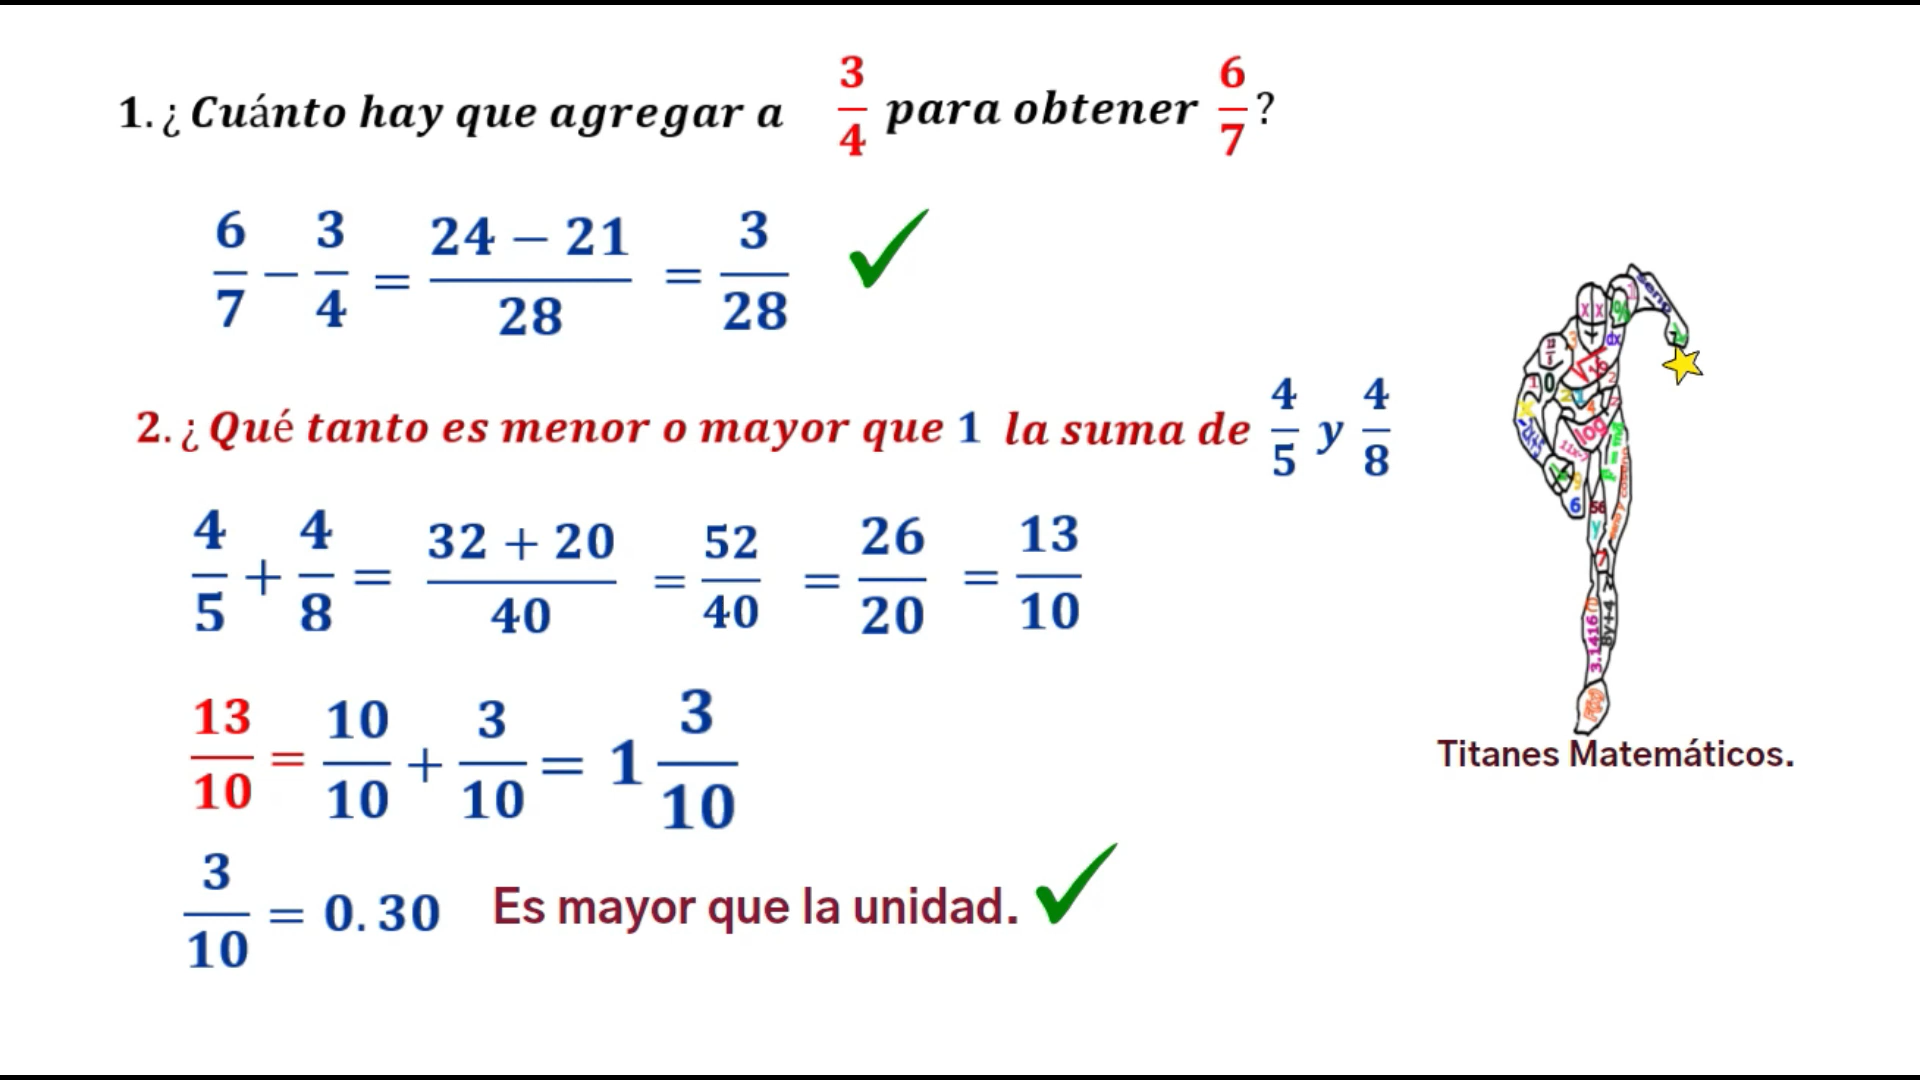 1. ¿ Cuánto hay que agregar a 3/4 para obtener 6/7 ?
6/7 − 3/4 = 24 − 21/28 = 3/28
2. ¿ Qué tanto es menor o mayor que 1 la suma de 4/5 y 4/8
4/5 + 4/8 = 32 + 20/40 = 52/40 = 26/20 = 13/10
13/10 = 10/10 + 3/10 = 1 3/10
3/10 = 0.30 Es mayor que la unidad.
Titanes Matemáticos.